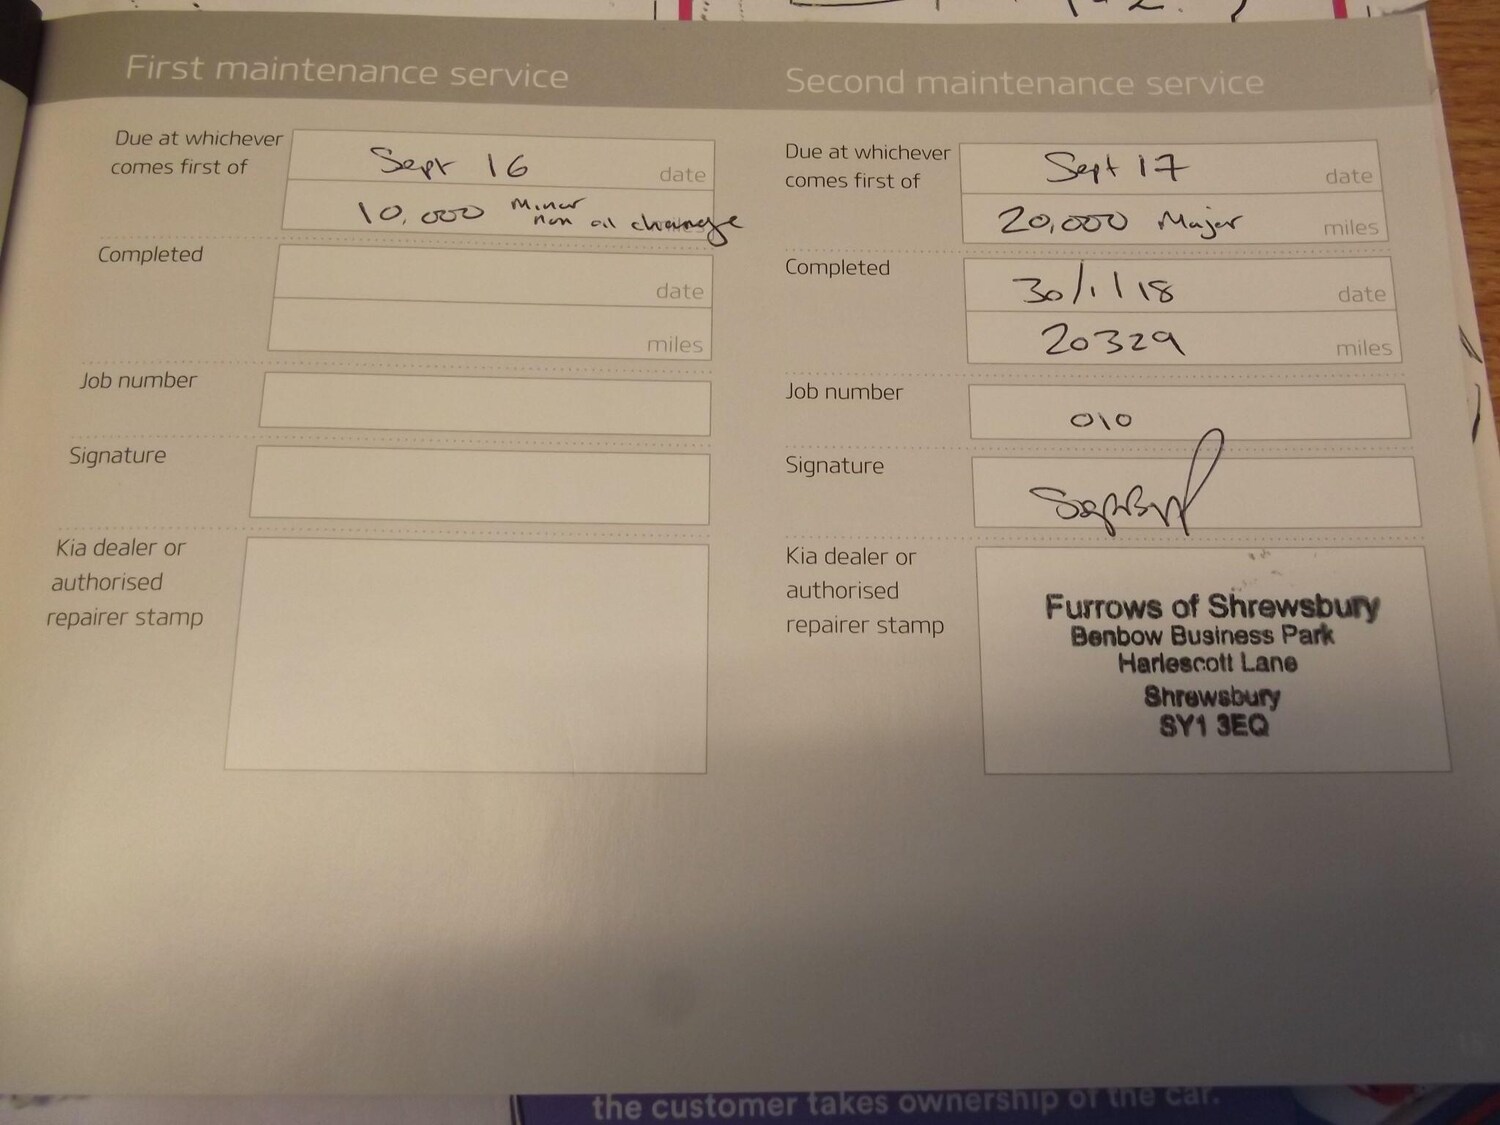 First maintenance service
Due at whichever
comes first of
Sept 16
date
10,000 Minor
non oil change
Completed
date
miles
Job number
Signature
Kia dealer or
authorised
repairer stamp
Second maintenance service
Due at whichever
comes first of
Sept 17
date
20,000 Major
miles
Completed
30/1/18
date
20329
miles
Job number
010
Signature
Kia dealer or
authorised
repairer stamp
Furrows of Shrewsbury
Benbow Business Park
Harlescott Lane
Shrewsbury
SY1 3EQ
the customer takes ownership of the car.